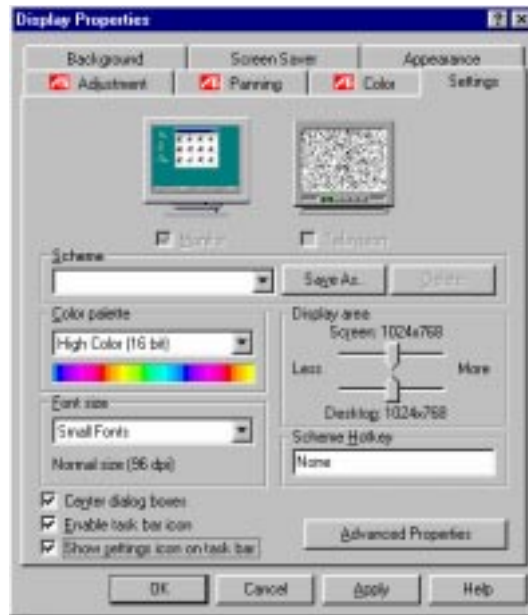 Display Properties
Background
Screen Saver
Appearance
Adjustment
Panning
Color
Settings
Monitor
Television
Scheme
Save As...
Delete
Color palette
High Color (16 bit)
Display area
Screen: 1024x768
Less
More
Desktop: 1024x768
Font size
Small Fonts
Normal size (96 dpi)
Scheme Hotkey
None
Center dialog boxes
Enable task bar icon
Show settings icon on task bar
Advanced Properties
OK
Cancel
Apply
Help